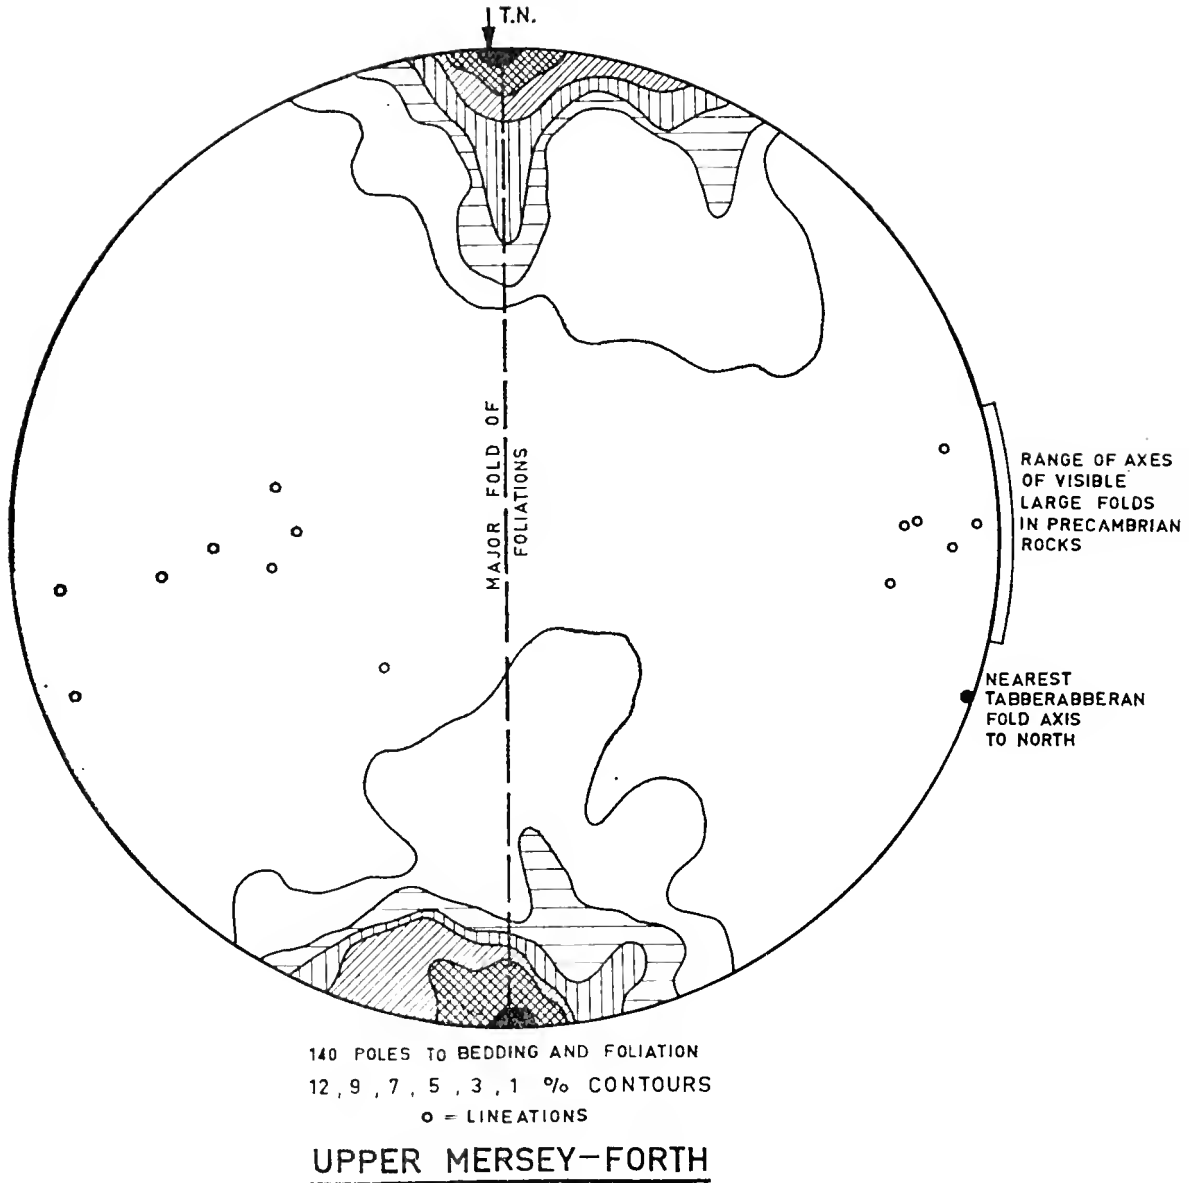 T.N.
MAJOR FOLD OF
FOLIATIONS
RANGE OF AXES
OF VISIBLE
LARGE FOLDS
IN PRECAMBRIAN
ROCKS
NEAREST
TABBERABBERAN
FOLD AXIS
TO NORTH
140 POLES TO BEDDING AND FOLIATION
12, 9, 7, 5, 3, 1 % CONTOURS
o = LINEATIONS
UPPER MERSEY-FORTH